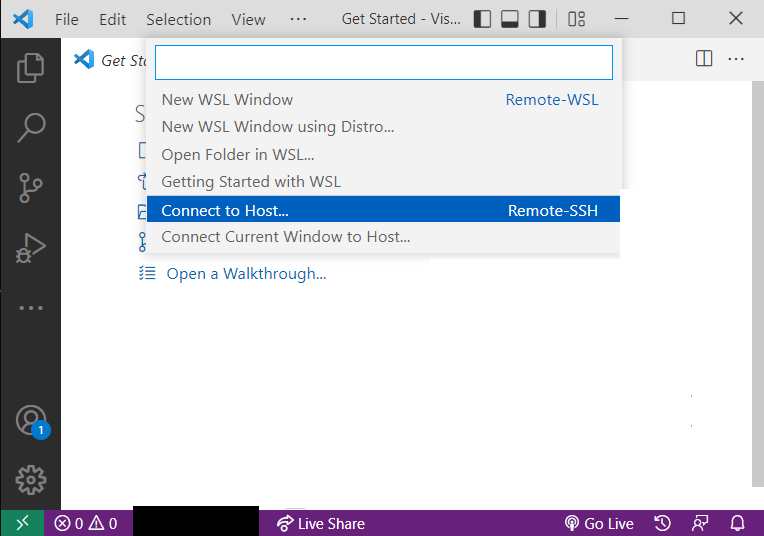 File Edit Selection View ··· Get Started - Vis...
Get Sta
New WSL Window Remote-WSL
New WSL Window using Distro...
Open Folder in WSL...
Getting Started with WSL
Connect to Host... Remote-SSH
Connect Current Window to Host...
Open a Walkthrough...
1
0 0 Live Share Go Live